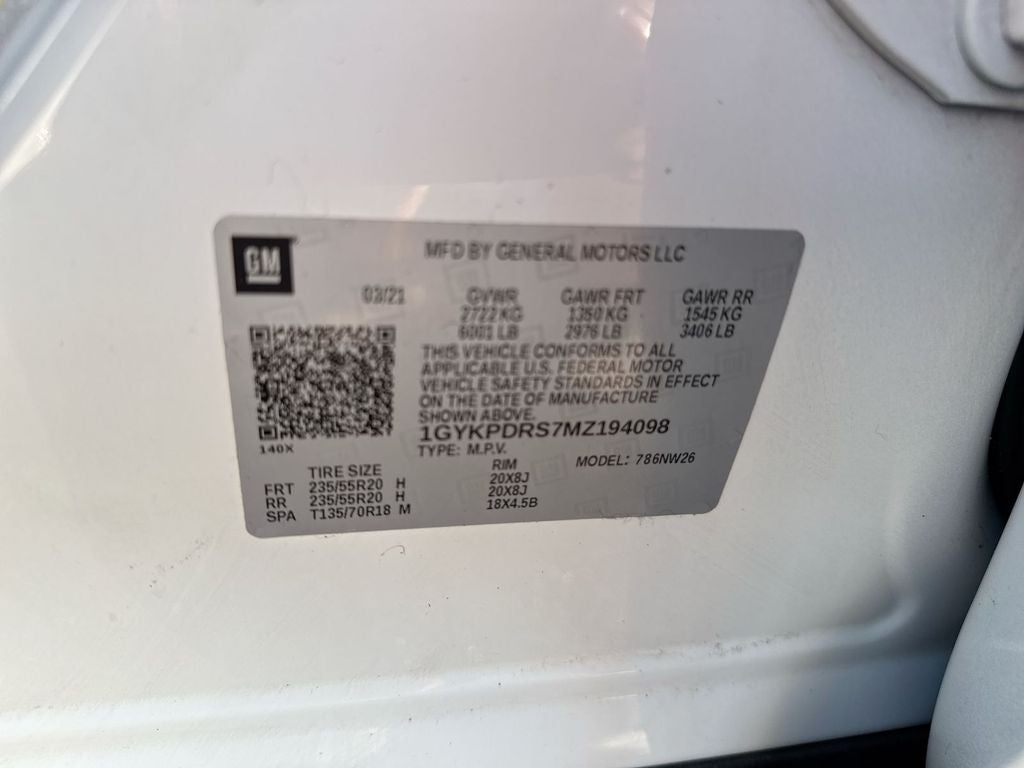 GM
MFD BY GENERAL MOTORS LLC
03/21 GVWR GAWR FRT GAWR RR
2722 KG 1350 KG 1545 KG
6001 LB 2976 LB 3406 LB
THIS VEHICLE CONFORMS TO ALL
APPLICABLE U.S. FEDERAL MOTOR
VEHICLE SAFETY STANDARDS IN EFFECT
ON THE DATE OF MANUFACTURE
SHOWN ABOVE.
1GYKPDRS7MZ194098
140X
TYPE: M.P.V. MODEL: 786NW26
TIRE SIZE RIM
FRT 235/55R20 H 20X8J
RR 235/55R20 H 20X8J
SPA T135/70R18 M 18X4.5B